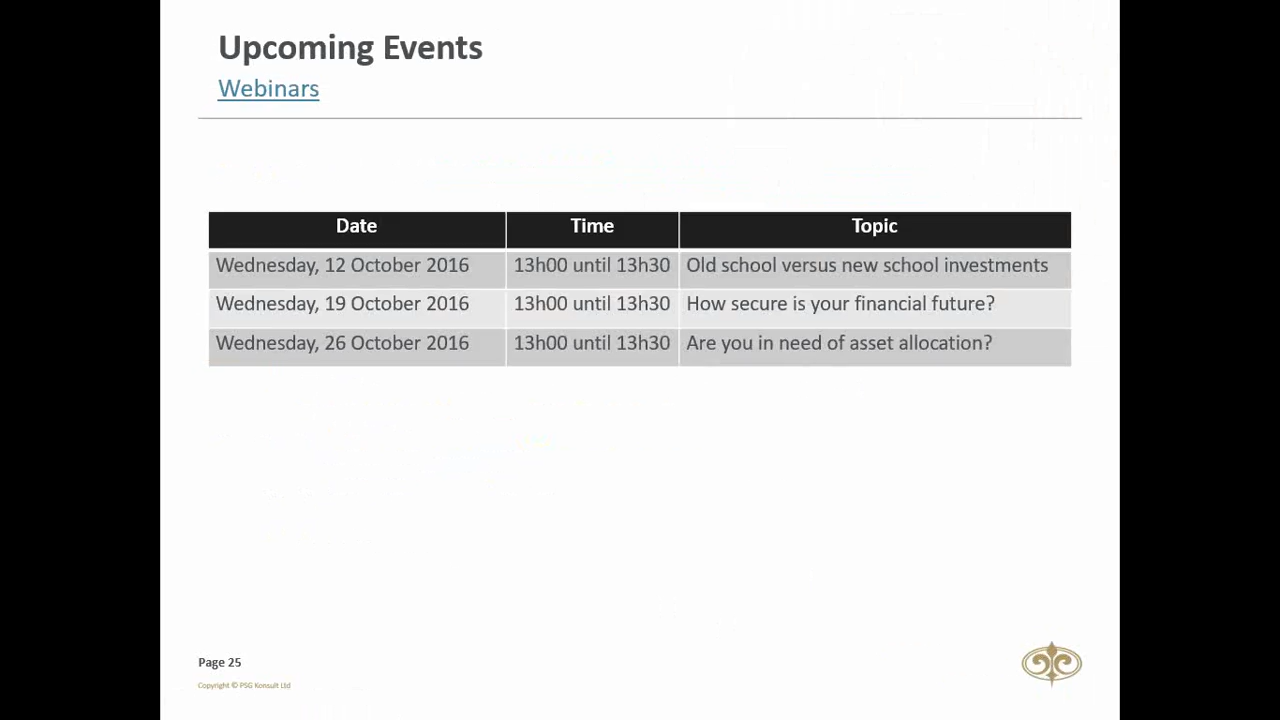 Upcoming Events
Webinars
Date Time Topic
Wednesday, 12 October 2016 13h00 until 13h30 Old school versus new school investments
Wednesday, 19 October 2016 13h00 until 13h30 How secure is your financial future?
Wednesday, 26 October 2016 13h00 until 13h30 Are you in need of asset allocation?
Page 25
Copyright © PSG Konsult Ltd